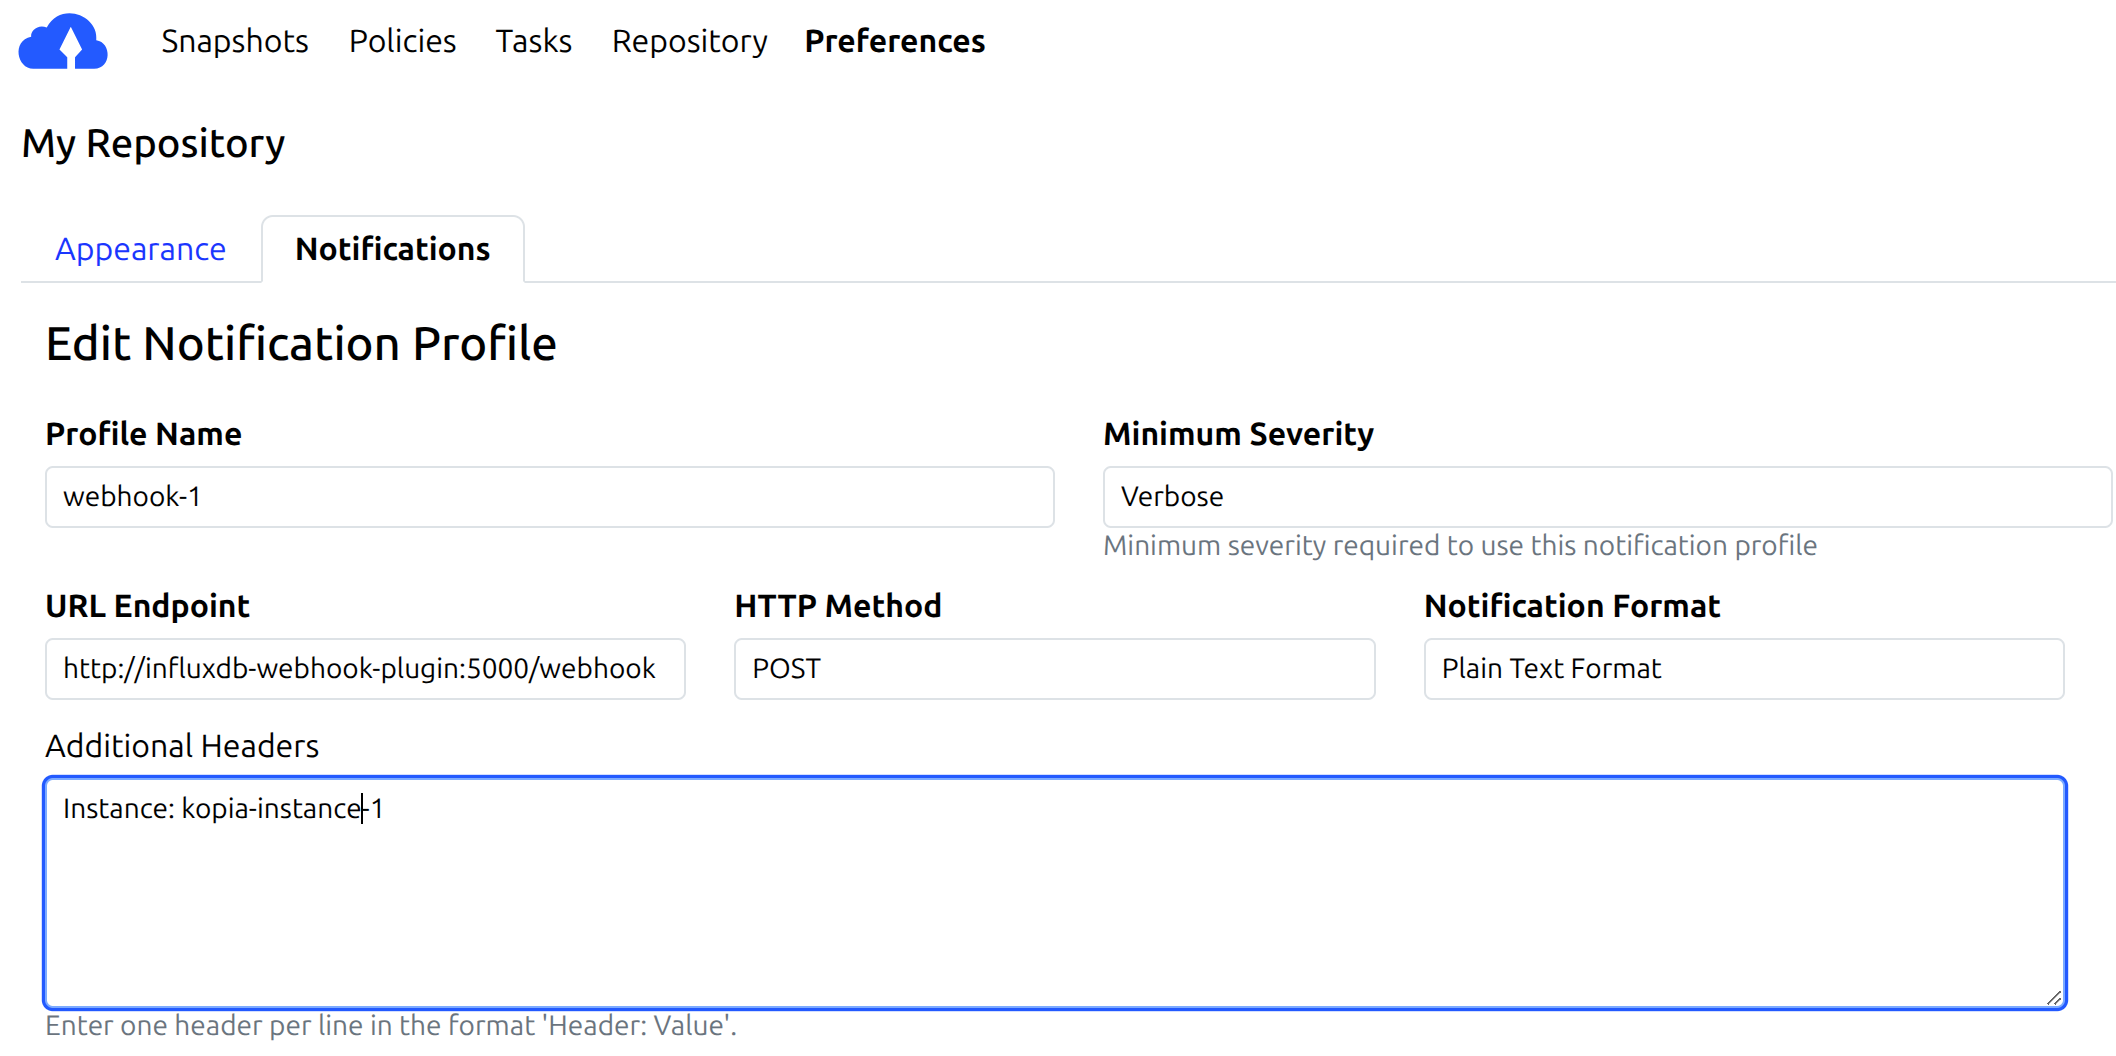 Snapshots Policies Tasks Repository Preferences
My Repository
Appearance Notifications
Edit Notification Profile
Profile Name Minimum Severity
webhook-1 Verbose
Minimum severity required to use this notification profile
URL Endpoint HTTP Method Notification Format
http://influxdb-webhook-plugin:5000/webhook POST Plain Text Format
Additional Headers
Instance: kopia-instance-1
Enter one header per line in the format 'Header: Value'.